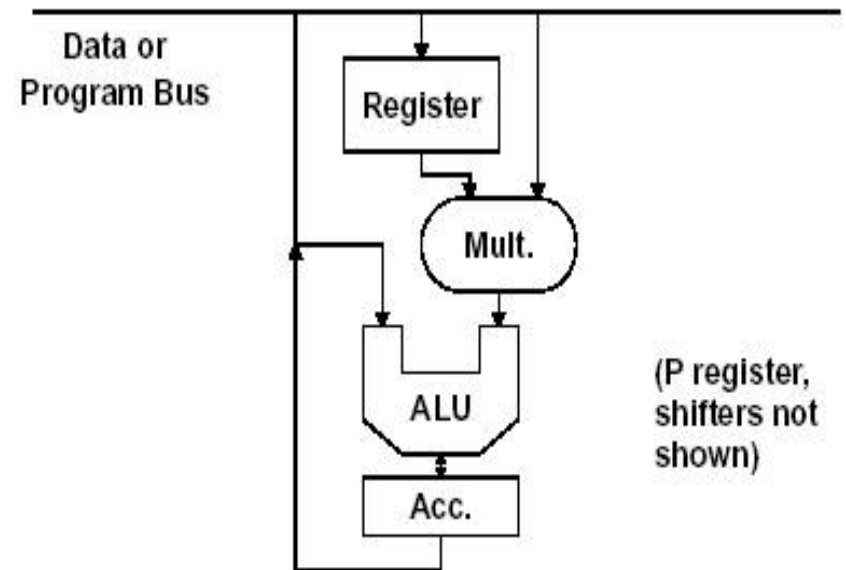 Data or
Program Bus
Register
Mult.
ALU
(P register,
shifters not
shown)
Acc.